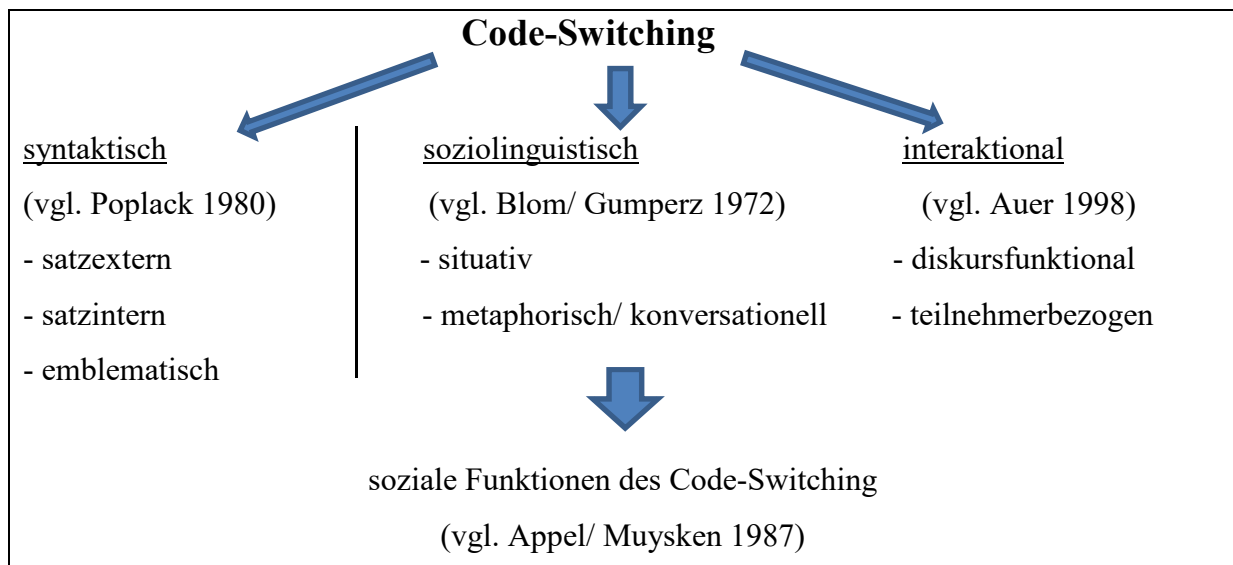 Code-Switching
syntaktisch
(vgl. Poplack 1980)
- satzextern
- satzintern
- emblematisch
soziolinguistisch
(vgl. Blom/ Gumperz 1972)
- situativ
- metaphorisch/ konversationell
interaktional
(vgl. Auer 1998)
- diskursfunktional
- teilnehmerbezogen
soziale Funktionen des Code-Switching
(vgl. Appel/ Muysken 1987)